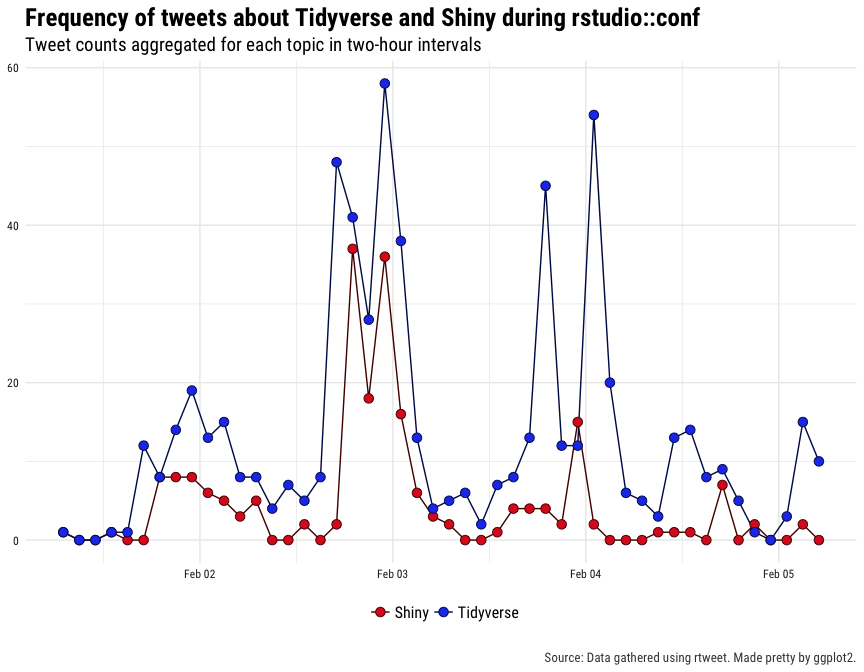 Frequency of tweets about Tidyverse and Shiny during rstudio::conf
Tweet counts aggregated for each topic in two-hour intervals
60
40
20
0
Feb 02 Feb 03 Feb 04 Feb 05
Shiny Tidyverse
Source: Data gathered using rtweet. Made pretty by ggplot2.